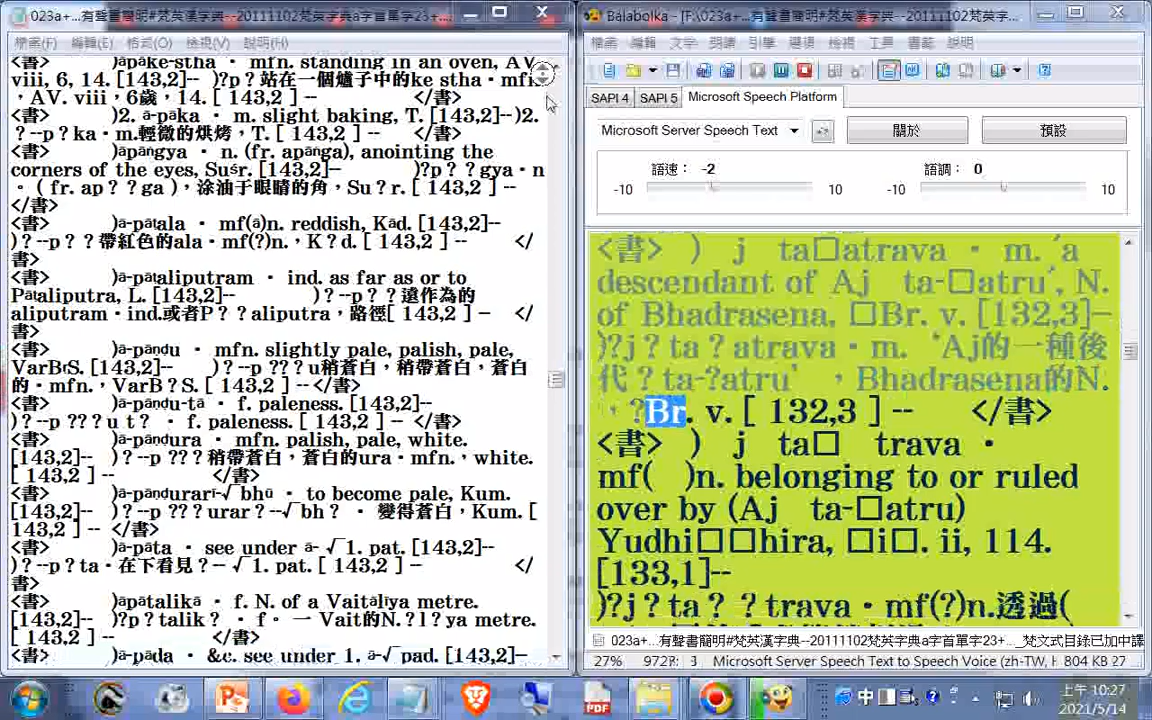 023a+...有聲書簡明#梵英漢字典--20111102梵英字典a字首單字23+...
檔案(F) 編輯(E) 格式(O) 檢視(V) 說明(H)
<書> )āpāke-stha · mfn. standing in an oven, AV.
viii, 6, 14. [143,2]-- )?p?站在一個爐子中的ke stha·mfn.
，AV. viii，6歲，14. [ 143,2 ] -- </書>
<書> )2. ā-pāka · m. slight baking, T. [143,2]--)2.
?--p?ka·m.輕微的烘烤，T. [ 143,2 ] -- </書>
<書> )āpāṅgya · n. (fr. apāṅga), anointing the
corners of the eyes, Suśr. [143,2]-- )?p??gya·n
。( fr. ap??ga)，涂油于眼睛的角，Su?r. [ 143,2 ] --
</書>
<書> )ā-pāṭala · mf(ā)n. reddish, Kād. [143,2]--
)?--p??帶紅色的ala·mf(?)n.，K?d. [ 143,2 ] -- </
書>
<書> )ā-pāṭaliputram · ind. as far as or to
Pāṭaliputra, L. [143,2]-- )?--p??遠作為的
aliputram·ind.或者P??aliputra，路徑[ 143,2 ] -- </
書>
<書> )ā-pāṇḍu · mfn. slightly pale, palish, pale,
VarBṛS. [143,2]-- )?--p???u稍蒼白，稍帶蒼白，蒼白
的·mfn.，VarB?S. [ 143,2 ] --</書>
<書> )ā-pāṇḍu-tā · f. paleness. [143,2]--
)?--p???u t? · f. paleness. [ 143,2 ] -- </書>
<書> )ā-pāṇḍura · mfn. palish, pale, white.
[143,2]-- )?--p???稍帶蒼白，蒼白的ura·mfn.，white.
[ 143,2 ] -- </書>
<書> )ā-pāṇḍurarī-√bhū · to become pale, Kum.
[143,2]-- )?--p???urar?--√bh? · 變得蒼白，Kum. [
143,2 ] -- </書>
<書> )ā-pāta · see under ā-√1. pat. [143,2]--
)?--p?ta·在下看見?--√1. pat. [ 143,2 ] -- </
書>
<書> )āpātalikā · f. N. of a Vaitālīya metre.
[143,2]-- )?p?talik? · f。一 Vait的N.?l?ya metre.
[ 143,2 ] -- </書>
<書> )ā-pāda · &c. see under 1. ā-√pad. [143,2]--
Balabolka - [F:\023a+...有聲書簡明#梵英漢字典--20111102梵英字...
檔案 編輯 文字 朗讀 引擎 選項 檢視 工具 書籤 說明
SAPI 4 SAPI 5 Microsoft Speech Platform
Microsoft Server Speech Text 關於 預設
語速： -2 語調： 0
-10 10 -10 10
<書> ) j ta□atrava · m. 'a
descendant of Aj ta-□atru', N.
of Bhadrasena, □Br. v. [132,3]--
)?j?ta?atrava·m. 'Aj的一種後
代?ta-?atru'，Bhadrasena的N.
，?Br. v. [ 132,3 ] -- </書>
<書> ) j ta□ trava ·
mf( )n. belonging to or ruled
over by (Aj ta-□atru)
Yudhi□□hira, □i□. ii, 114.
[133,1]--
)?j?ta??trava·mf(?)n.透過(
023a+...有聲書簡明#梵英漢字典--20111102梵英字典a字首單字23+..._梵文式目錄已加中譯
27% Microsoft Server Speech Text to Speech Voice (zh-TW, H 804 KB 27
中
上午 10:27
2021/5/14